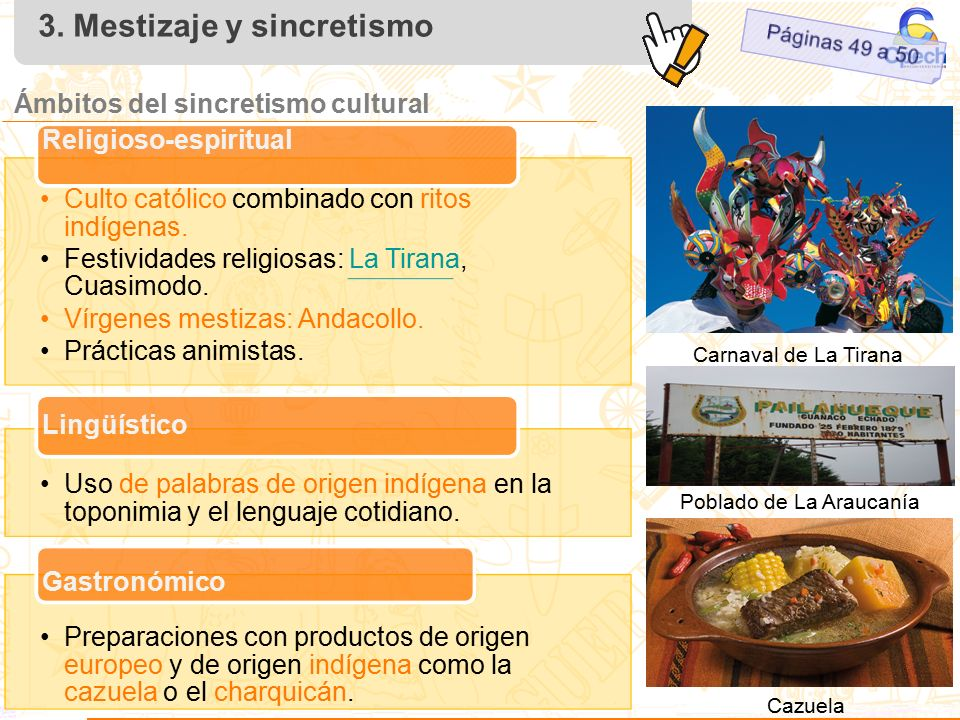 3. Mestizaje y sincretismo
Páginas 49 a 50
Cpech
Ámbitos del sincretismo cultural
Religioso-espiritual
• Culto católico combinado con ritos
indígenas.
• Festividades religiosas: La Tirana,
Cuasimodo.
• Vírgenes mestizas: Andacollo.
• Prácticas animistas.
Carnaval de La Tirana
PAILAHUEQUE
GUANACO ECHADO
FUNDADO 25 FEBRERO 1879
HABITANTES
Poblado de La Araucanía
Lingüístico
• Uso de palabras de origen indígena en la
toponimia y el lenguaje cotidiano.
Gastronómico
• Preparaciones con productos de origen
europeo y de origen indígena como la
cazuela o el charquicán.
Cazuela